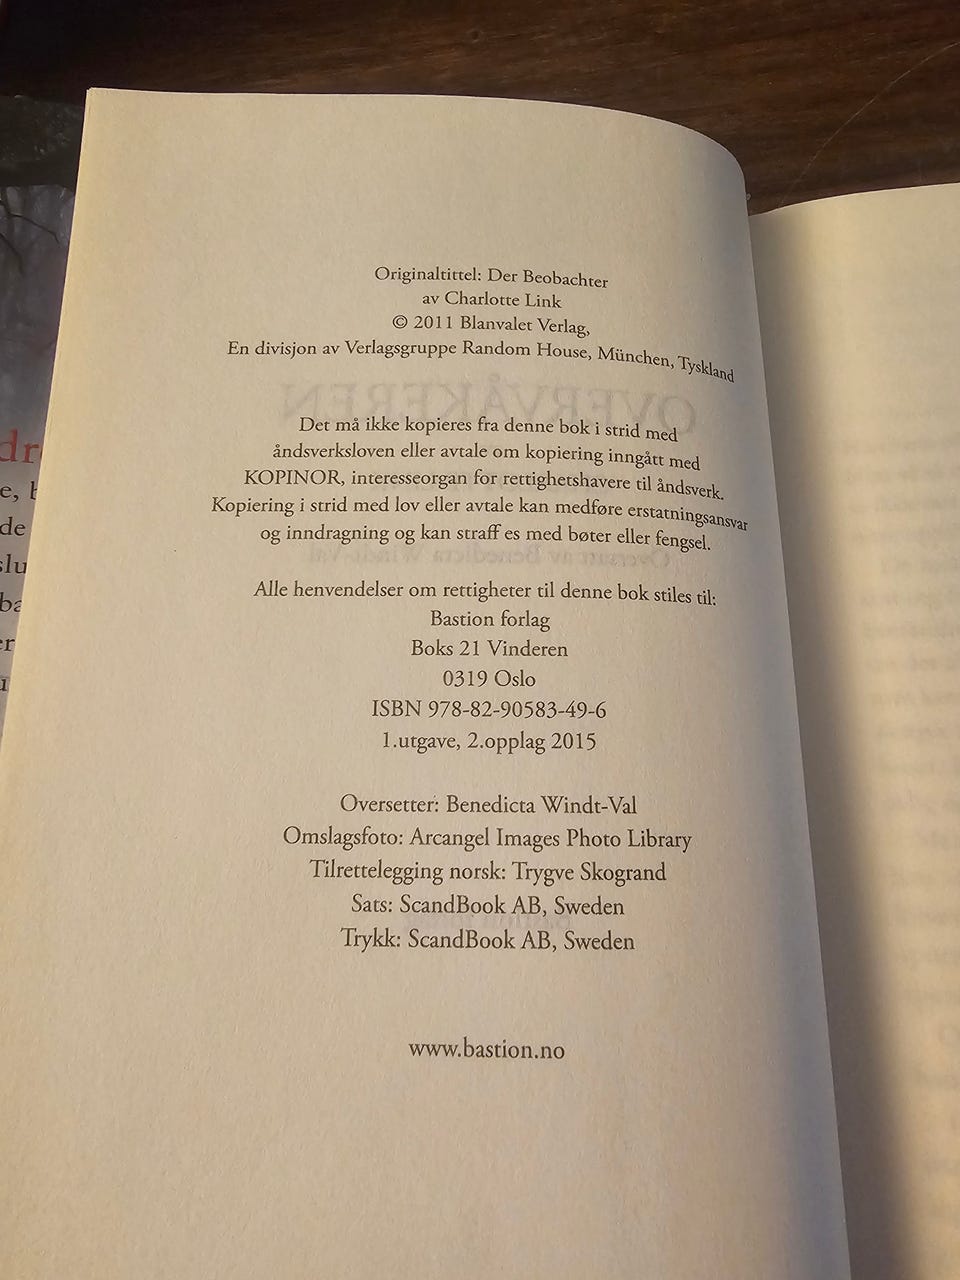 Originaltittel: Der Beobachter
av Charlotte Link
© 2011 Blanvalet Verlag,
En divisjon av Verlagsgruppe Random House, München, Tyskland
Det må ikke kopieres fra denne bok i strid med
åndsverksloven eller avtale om kopiering inngått med
KOPINOR, interesseorgan for rettighetshavere til åndsverk.
Kopiering i strid med lov eller avtale kan medføre erstatningsansvar
og inndragning og kan straff es med bøter eller fengsel.
Alle henvendelser om rettigheter til denne bok stiles til:
Bastion forlag
Boks 21 Vinderen
0319 Oslo
ISBN 978-82-90583-49-6
1.utgave, 2.opplag 2015
Oversetter: Benedicta Windt-Val
Omslagsfoto: Arcangel Images Photo Library
Tilrettelegging norsk: Trygve Skogrand
Sats: ScandBook AB, Sweden
Trykk: ScandBook AB, Sweden
www.bastion.no